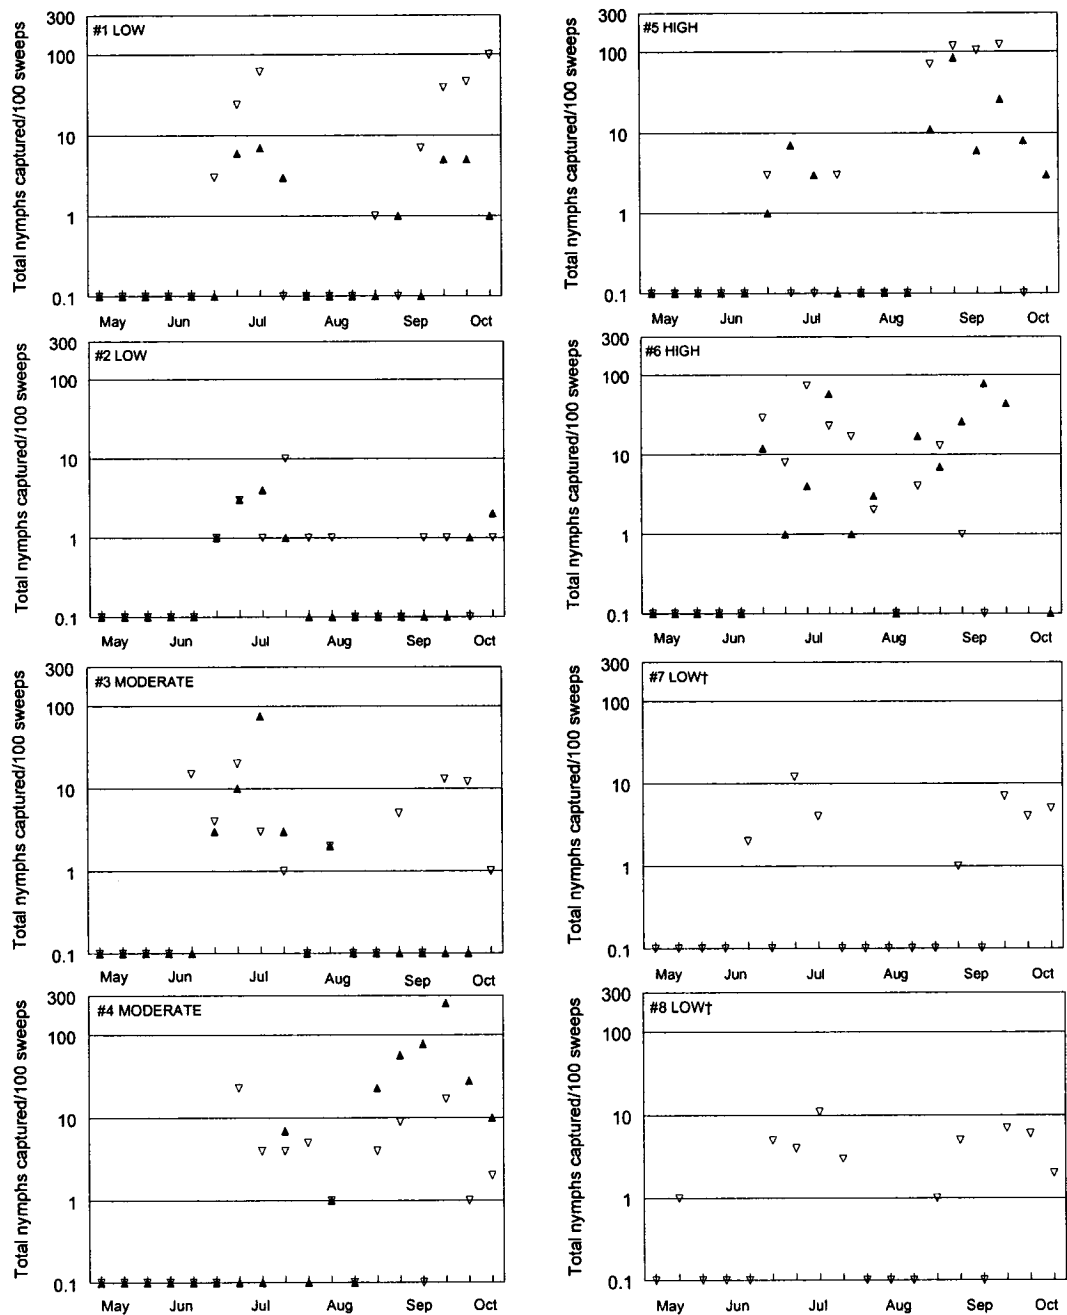 Total nymphs captured/100 sweeps
300
100
10
1
0.1
#1 LOW
May Jun Jul Aug Sep Oct
Total nymphs captured/100 sweeps
300
100
10
1
0.1
#2 LOW
May Jun Jul Aug Sep Oct
Total nymphs captured/100 sweeps
300
100
10
1
0.1
#3 MODERATE
May Jun Jul Aug Sep Oct
Total nymphs captured/100 sweeps
300
100
10
1
0.1
#4 MODERATE
May Jun Jul Aug Sep Oct
Total nymphs captured/100 sweeps
300
100
10
1
0.1
#5 HIGH
May Jun Jul Aug Sep Oct
Total nymphs captured/100 sweeps
300
100
10
1
0.1
#6 HIGH
May Jun Jul Aug Sep Oct
Total nymphs captured/100 sweeps
300
100
10
1
0.1
#7 LOW†
May Jun Jul Aug Sep Oct
Total nymphs captured/100 sweeps
300
100
10
1
0.1
#8 LOW†
May Jun Jul Aug Sep Oct